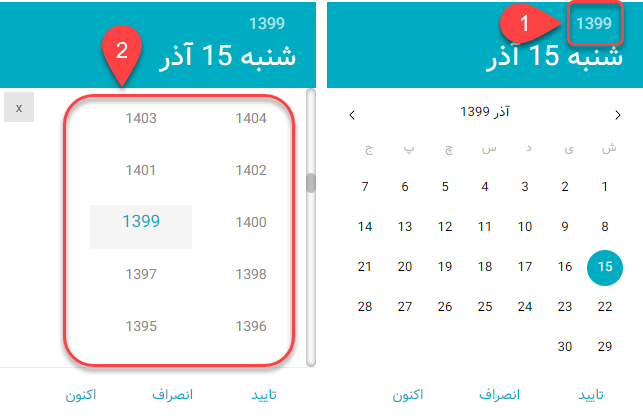 1399
1
شنبه 15 آذر
آذر 1399
ش ی د س چ پ ج
1 2 3 4 5 6 7
8 9 10 11 12 13 14
15 16 17 18 19 20 21
22 23 24 25 26 27 28
29 30
تایید انصراف اکنون
1399
2
شنبه 15 آذر
x
1404 1403
1402 1401
1400 1399
1398 1397
1396 1395
تایید انصراف اکنون